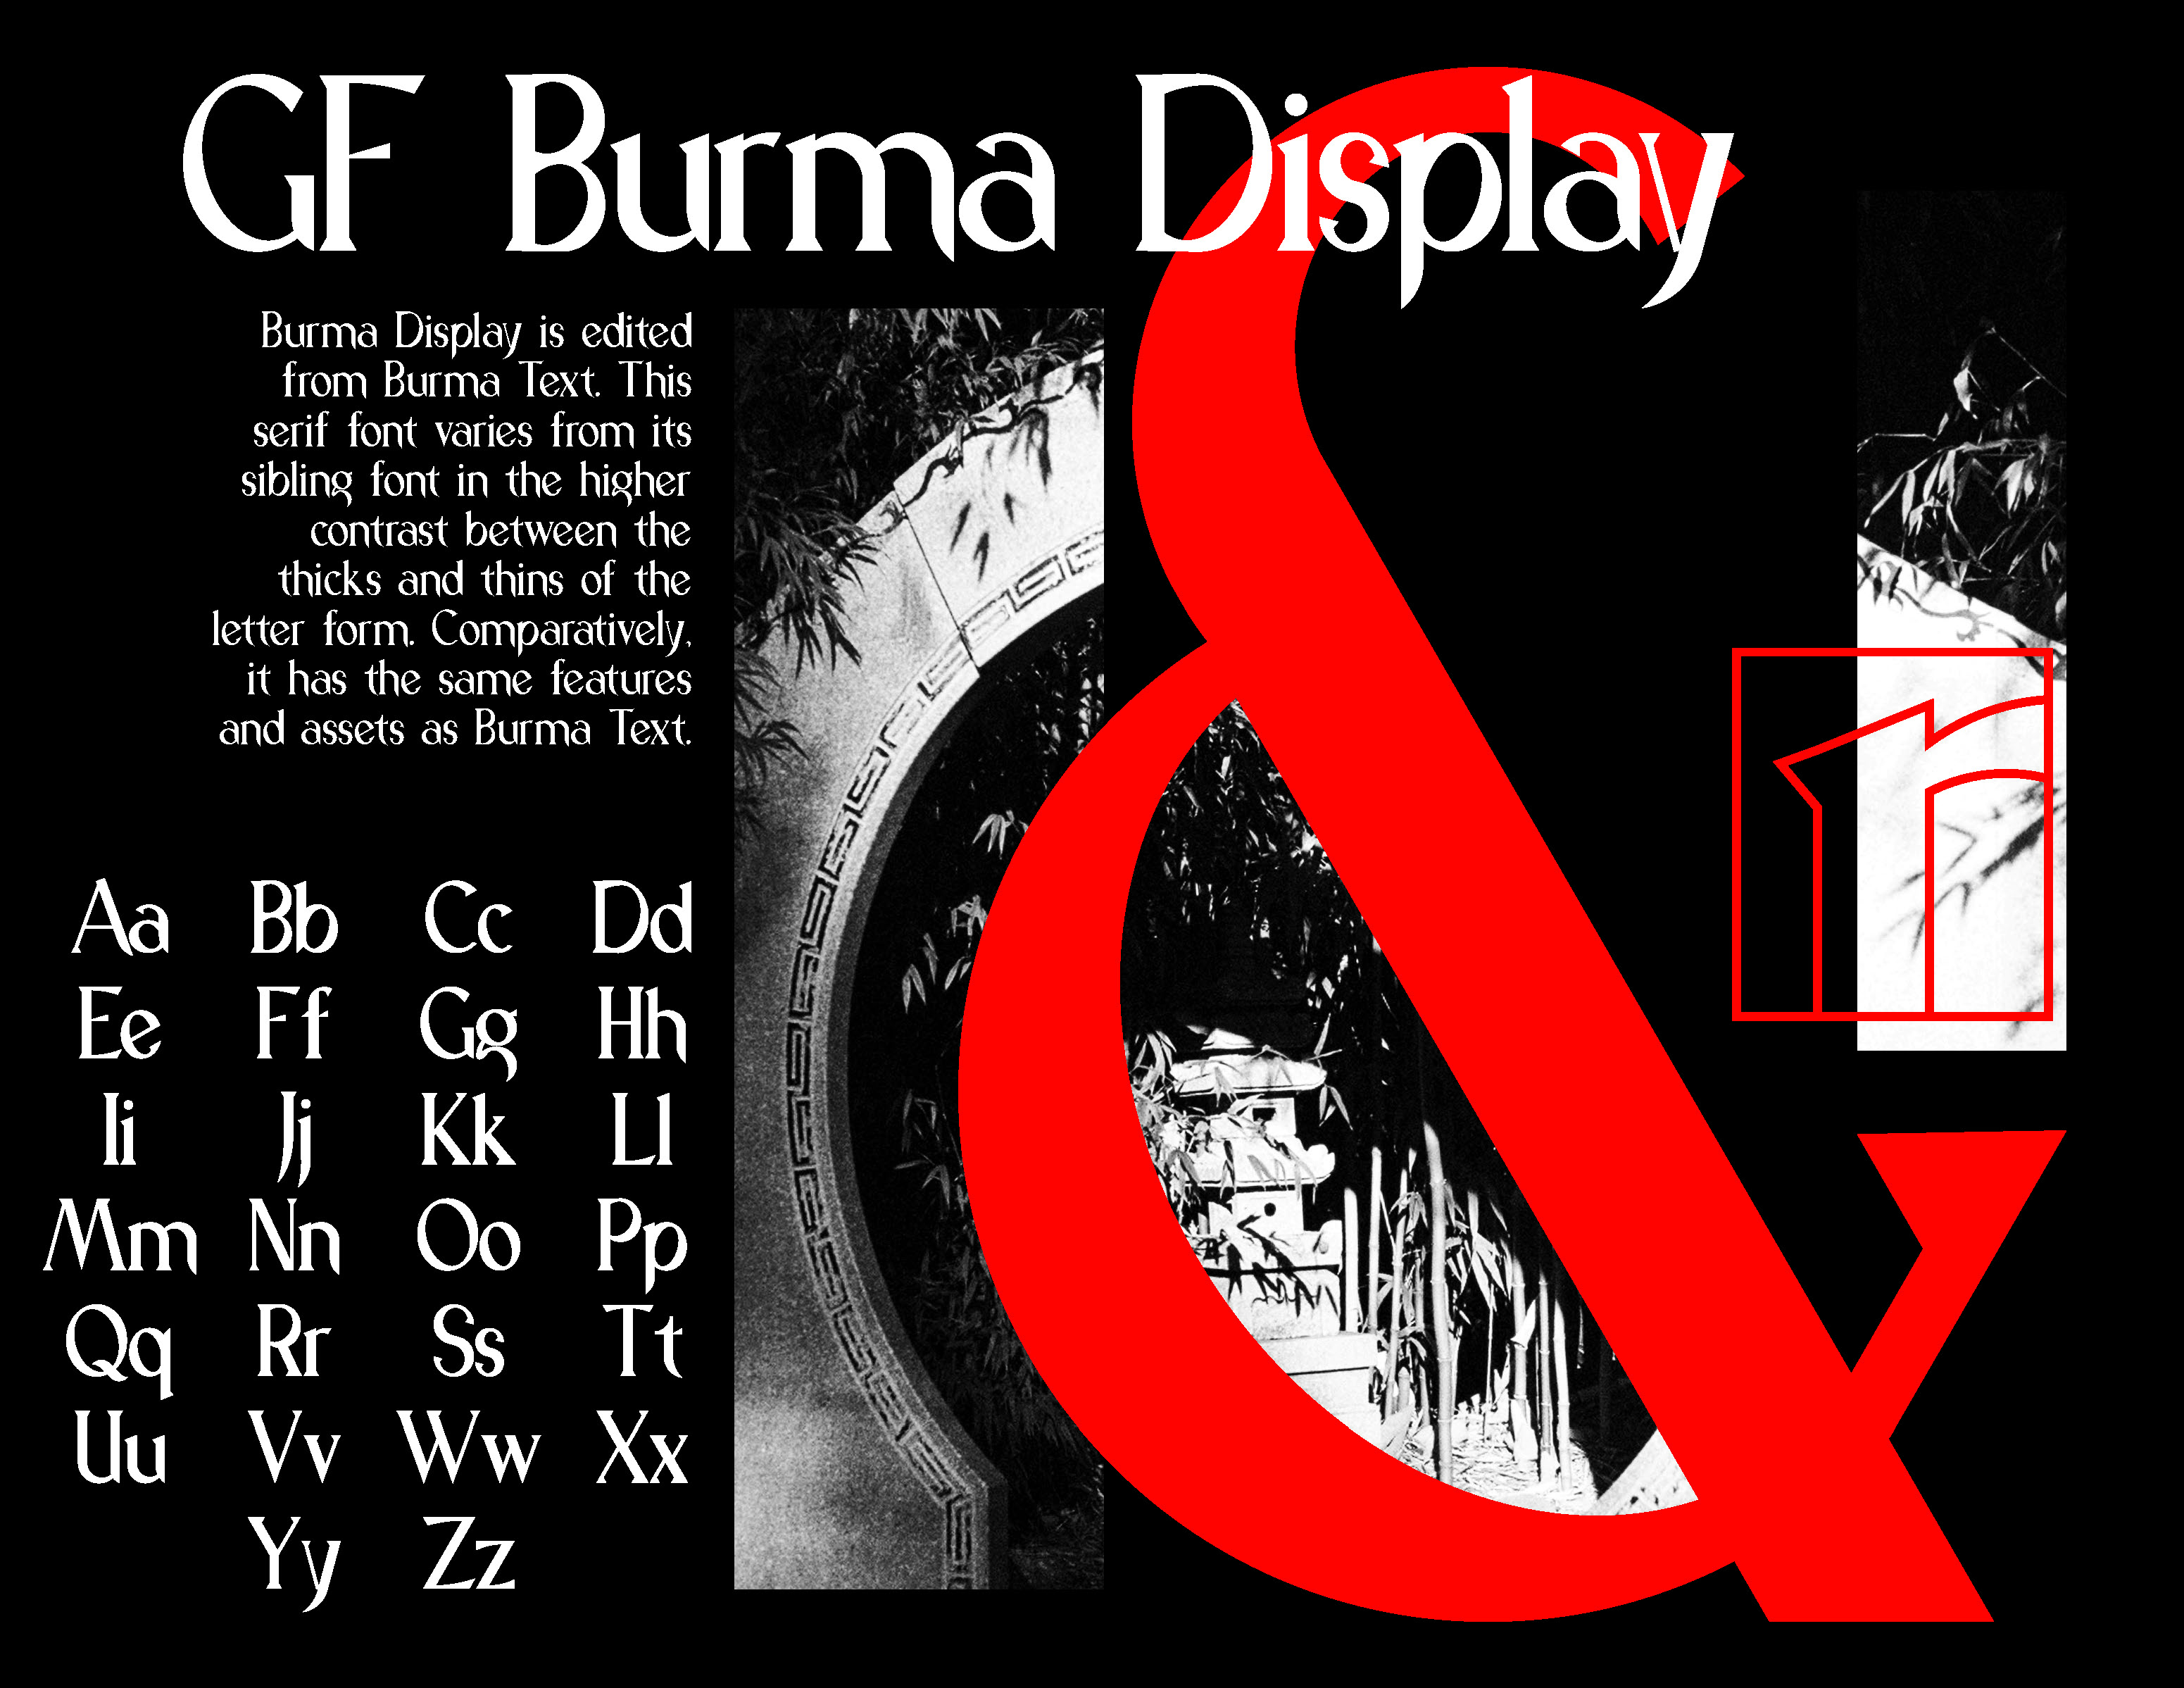 GF Burma Display
Burma Display is edited
from Burma Text. This
serif font varies from its
sibling font in the higher
contrast between the
thicks and thins of the
letter form. Comparatively,
it has the same features
and assets as Burma Text.
Aa Bb Cc Dd
Ee Ff Gg Hh
Ii Jj Kk Ll
Mm Nn Oo Pp
Qq Rr Ss Tt
Uu Vv Ww Xx
Yy Zz
&
n